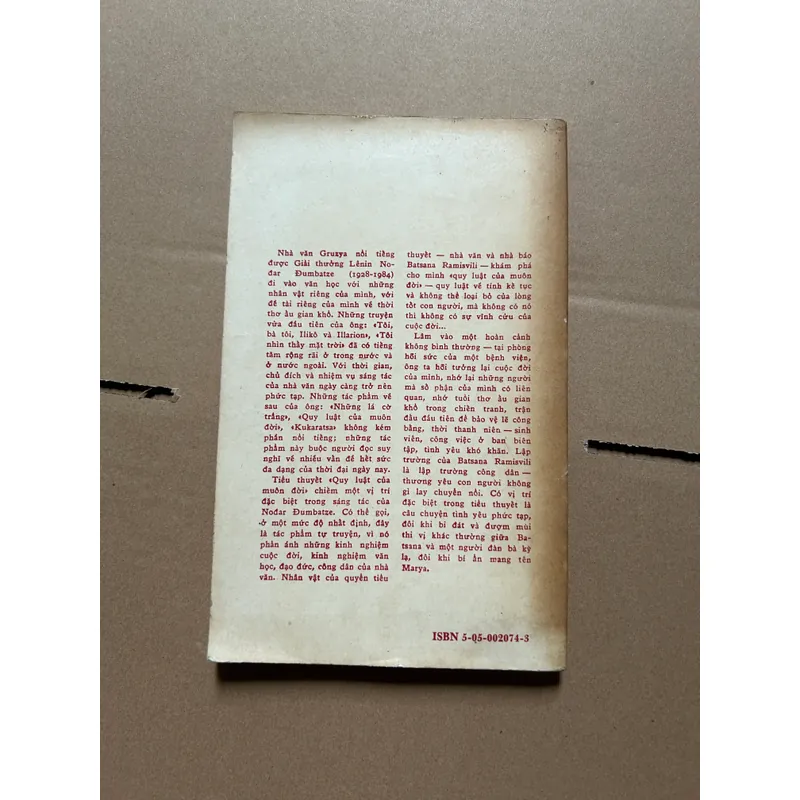 Nhà văn Gruzya nổi tiếng
được Giải thưởng Lênin No-
đar Đumbatze (1928-1984)
đi vào văn học với những
nhân vật riêng của mình, với
đề tài riêng của mình về thời
thơ ấu gian khổ. Những truyện
vừa đầu tiên của ông: «Tôi,
bà tôi, Ilikô và Illarion», «Tôi
nhìn thấy mặt trời» đã có tiếng
tăm rộng rãi ở trong nước và
ở nước ngoài. Với thời gian,
chủ đích và nhiệm vụ sáng tác
của nhà văn ngày càng trở nên
phức tạp. Những tác phẩm về
sau của ông: «Những lá cờ
trắng», «Quy luật của muôn
đời», «Kukaratsa» không kém
phần nổi tiếng; những tác
phẩm này buộc người đọc suy
nghĩ về nhiều vấn đề hết sức
đa dạng của thời đại ngày nay.
Tiểu thuyết «Quy luật của
muôn đời» chiếm một vị trí
đặc biệt trong sáng tác của
Nođar Đumbatze. Có thể gọi,
ở một mức độ nhất định, đây
là tác phẩm tự truyện, vì nó
phản ánh những kinh nghiệm
cuộc đời, kinh nghiệm văn
học, đạo đức, công dân của nhà
văn. Nhân vật của quyển tiểu
thuyết — nhà văn và nhà báo
Batsana Ramisvili — khám phá
cho mình «quy luật của muôn
đời» — quy luật về tính kế tục
và không thể loại bỏ của lòng
tốt con người, mà không có nó
thì không có sự vĩnh cửu của
cuộc đời...
Lâm vào một hoàn cảnh
không bình thường — tại phòng
hồi sức của một bệnh viện,
ông ta hồi tưởng lại cuộc đời
của mình, nhớ lại những người
mà số phận của mình có liên
quan, nhớ tuổi thơ ấu gian
khổ trong chiến tranh, trận
đấu đầu tiên để bảo vệ lẽ công
bằng, thời thanh niên — sinh
viên, công việc ở ban biên
tập, tình yêu khó khăn. Lập
trường của Batsana Ramisvili
là lập trường công dân —
thương yêu con người không
gì lay chuyển nổi. Có vị trí
đặc biệt trong tiểu thuyết là
câu chuyện tình yêu phức tạp,
đôi khi bi đát và đượm mùi
thi vị khác thường giữa Ba-
tsana và một người đàn bà kỳ
lạ, đôi khi bí ẩn mang tên
Marya.
ISBN 5-05-002074-3